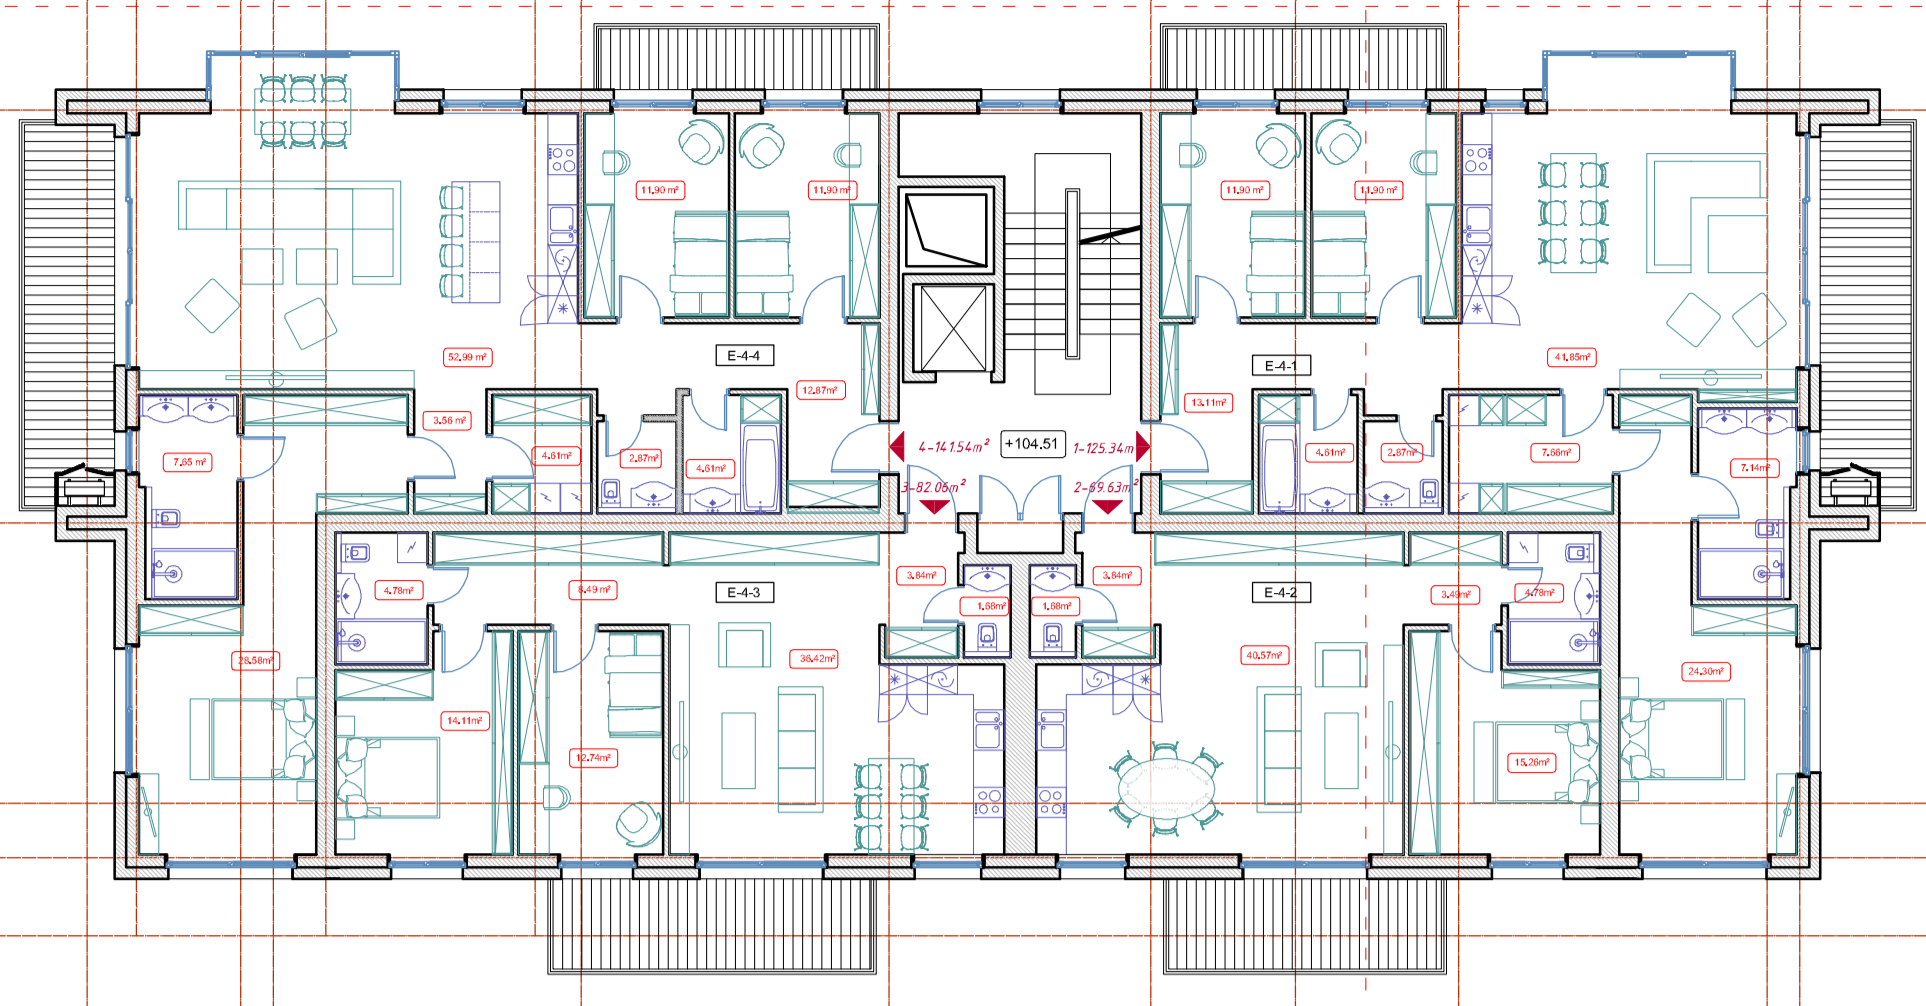 11.90 m²
11.90 m²
11.90 m²
11.90 m²
52.99 m²
E-4-4
E-4-1
41.85m²
12.87m²
13.11m²
3.56 m²
7.65 m²
4.61m²
2.87m²
4.61m²
4-141.54m²
+104.51
1-125.34m
4.61m²
2.87m²
7.66m²
7.14m²
3-82.06m²
2-69.63m²
4.78m²
8.49 m²
E-4-3
3.84m²
1.68m²
1.68m²
3.84m²
E-4-2
3.49m²
4.78m²
28.58m²
36.42m²
40.57m²
24.30m²
14.11m²
12.74m²
15.26m²